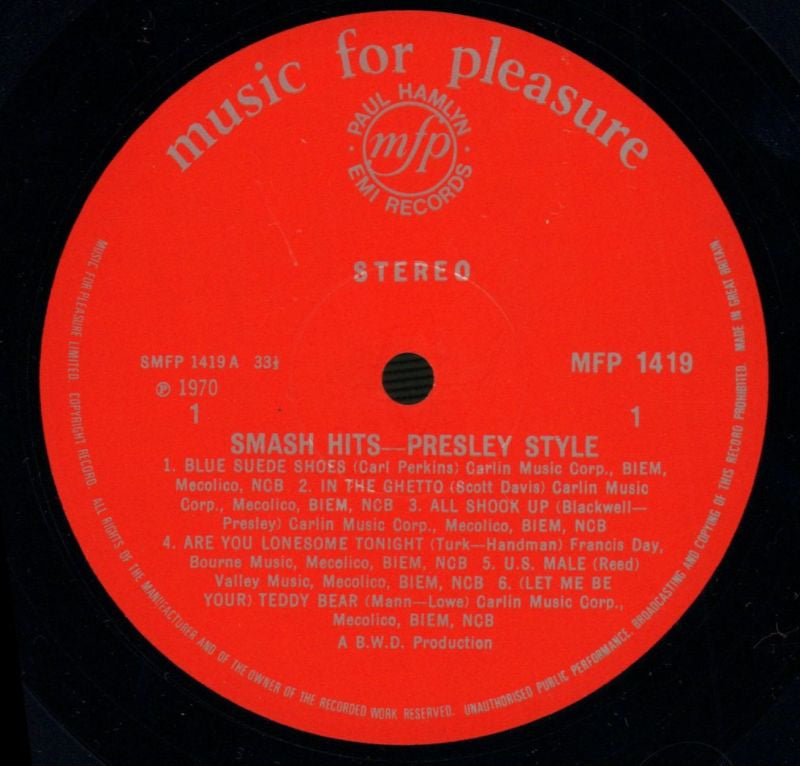 music for pleasure
· PAUL HAMLYN ·
mfp
EMI RECORDS
STEREO
SMFP 1419 A 33⅓
MFP 1419
℗ 1970
1
1
SMASH HITS—PRESLEY STYLE
1. BLUE SUEDE SHOES (Carl Perkins) Carlin Music Corp., BIEM,
Mecolico, NCB 2. IN THE GHETTO (Scott Davis) Carlin Music
Corp., Mecolico, BIEM, NCB 3. ALL SHOOK UP (Blackwell—
Presley) Carlin Music Corp., Mecolico, BIEM, NCB
4. ARE YOU LONESOME TONIGHT (Turk—Handman) Francis Day,
Bourne Music, Mecolico, BIEM, NCB 5. U.S. MALE (Reed)
Valley Music, Mecolico, BIEM, NCB 6. (LET ME BE
YOUR) TEDDY BEAR (Mann—Lowe) Carlin Music Corp.,
Mecolico, BIEM, NCB
A B.W.D. Production
MUSIC FOR PLEASURE LIMITED. COPYRIGHT RECORD. ALL RIGHTS OF THE MANUFACTURER AND OF THE OWNER OF THE RECORDED WORK RESERVED. UNAUTHORISED PUBLIC PERFORMANCE, BROADCASTING AND COPYING OF THIS RECORD PROHIBITED. MADE IN GREAT BRITAIN.